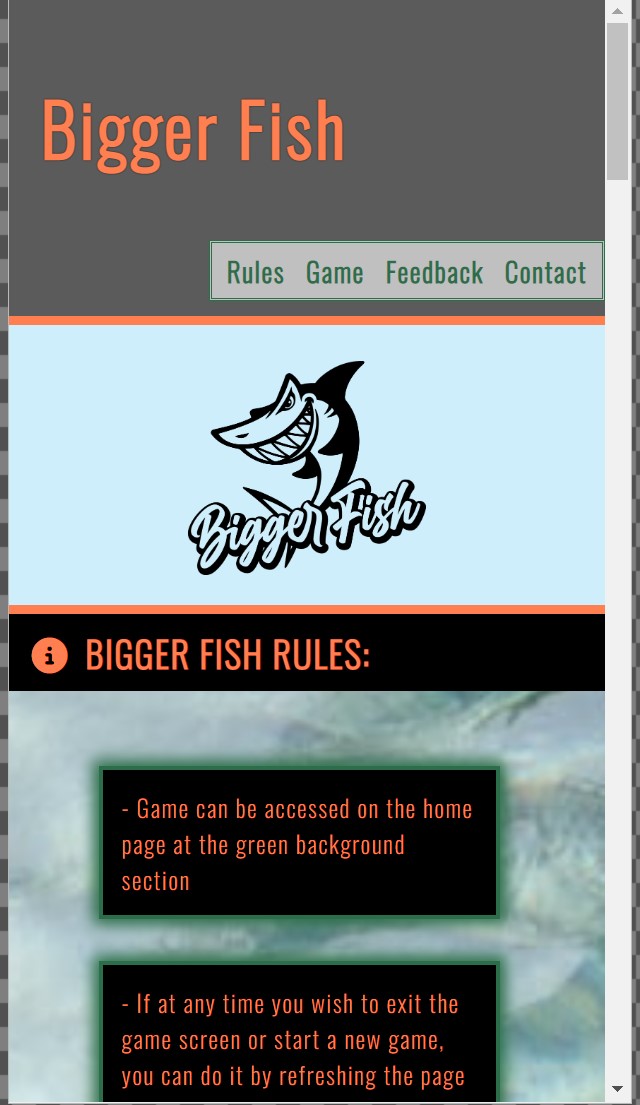 Bigger Fish
Rules Game Feedback Contact
Bigger Fish
BIGGER FISH RULES:
- Game can be accessed on the home
page at the green background
section
- If at any time you wish to exit the
game screen or start a new game,
you can do it by refreshing the page